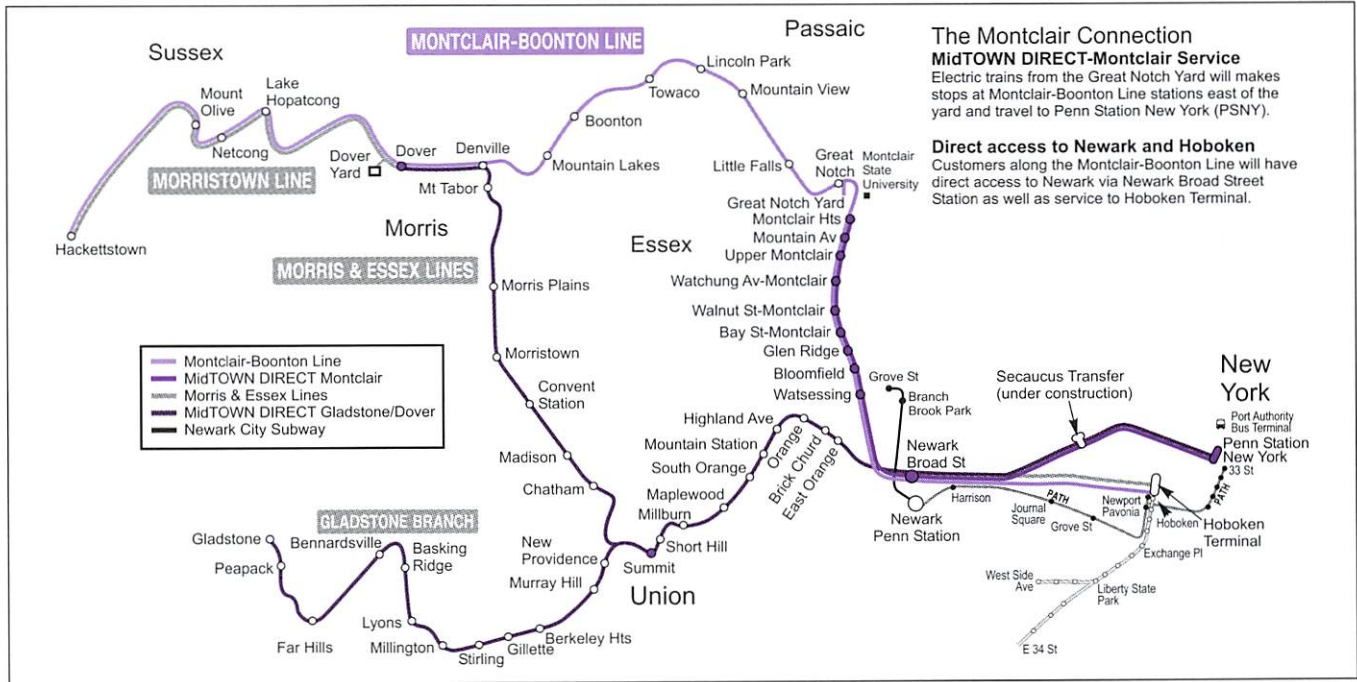 The Montclair Connection
MidTOWN DIRECT-Montclair Service
Electric trains from the Great Notch Yard will makes
stops at Montclair-Boonton Line stations east of the
yard and travel to Penn Station New York (PSNY).
Direct access to Newark and Hoboken
Customers along the Montclair-Boonton Line will have
direct access to Newark via Newark Broad Street
Station as well as service to Hoboken Terminal.
Sussex
MONTCLAIR-BOONTON LINE
Passaic
Mount
Olive
Lake
Hopatcong
Netcong
MORRISTOWN LINE
Hackettstown
Dover
Yard
Dover
Denville
Mt Tabor
Mountain Lakes
Boonton
Towaco
Lincoln Park
Mountain View
Little Falls
Great
Notch
Montclair
State
University
Great Notch Yard
Montclair Hts
Mountain Av
Upper Montclair
Watchung Av-Montclair
Walnut St-Montclair
Bay St-Montclair
Glen Ridge
Bloomfield
Watsessing
Morris
Essex
MORRIS & ESSEX LINES
Morris Plains
Morristown
Convent
Station
Madison
Chatham
Montclair-Boonton Line
MidTOWN DIRECT Montclair
Morris & Essex Lines
MidTOWN DIRECT Gladstone/Dover
Newark City Subway
GLADSTONE BRANCH
Gladstone
Peapack
Far Hills
Bennardsville
Basking
Ridge
Lyons
Millington
Stirling
Gillette
Berkeley Hts
Murray Hill
New
Providence
Summit
Union
Short Hill
Millburn
Maplewood
South Orange
Mountain Station
Highland Ave
Orange
Brick Churd
East Orange
Grove St
Branch
Brook Park
Newark
Broad St
Newark
Penn Station
Harrison
PATH
Journal
Square
Grove St
Newport
Pavonia
Hoboken
Hoboken
Terminal
Exchange Pl
West Side
Ave
Liberty State
Park
E 34 St
Secaucus Transfer
(under construction)
New
York
Port Authority
Bus Terminal
Penn Station
New York
33 St
PATH